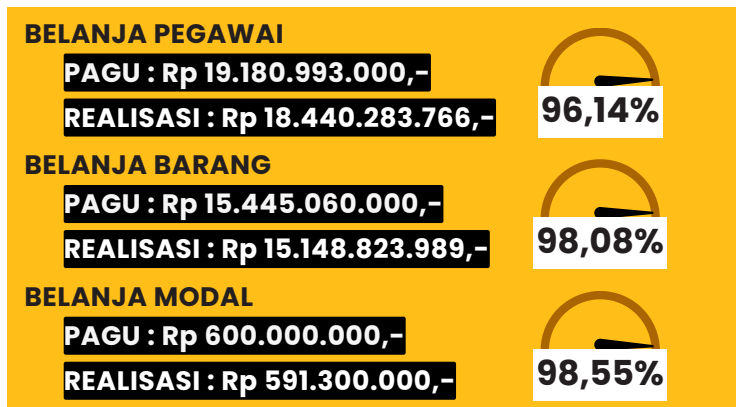 BELANJA PEGAWAI
PAGU : Rp 19.180.993.000,-
REALISASI : Rp 18.440.283.766,-
96,14%
BELANJA BARANG
PAGU : Rp 15.445.060.000,-
REALISASI : Rp 15.148.823.989,-
98,08%
BELANJA MODAL
PAGU : Rp 600.000.000,-
REALISASI : Rp 591.300.000,-
98,55%